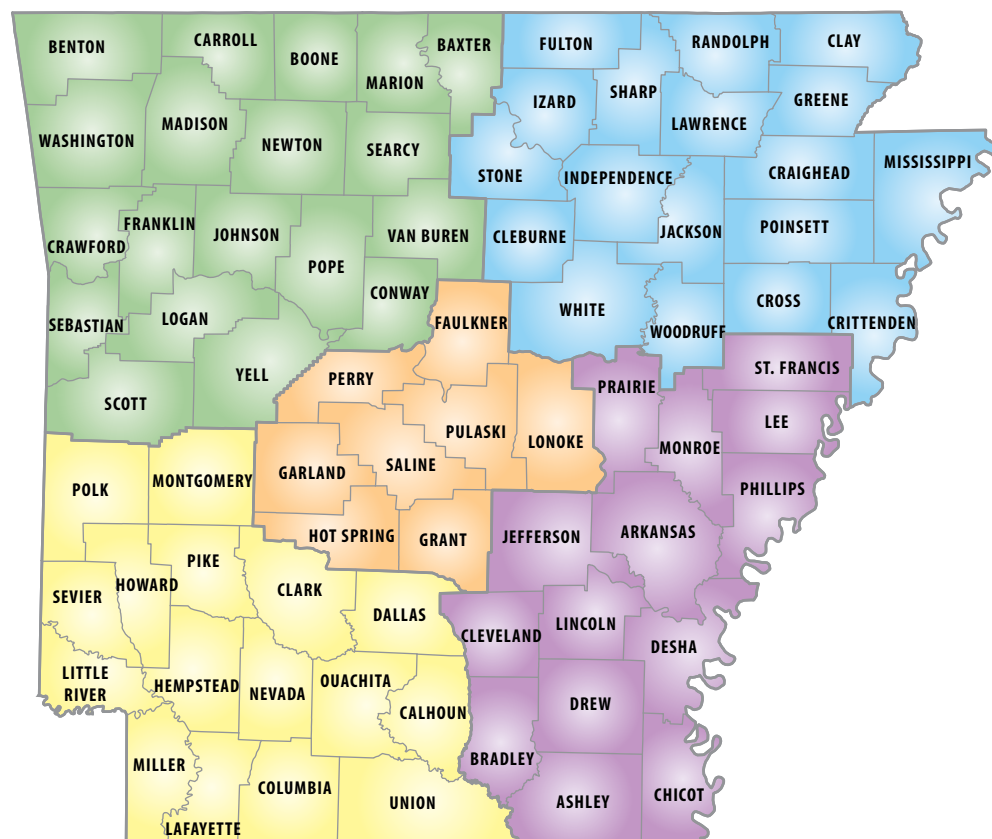 BENTON
CARROLL
BOONE
MARION
BAXTER
FULTON
RANDOLPH
CLAY
IZARD
SHARP
GREENE
LAWRENCE
WASHINGTON
MADISON
NEWTON
SEARCY
STONE
INDEPENDENCE
CRAIGHEAD
MISSISSIPPI
CRAWFORD
FRANKLIN
JOHNSON
POPE
VAN BUREN
CLEBURNE
JACKSON
POINSETT
CONWAY
SEBASTIAN
LOGAN
FAULKNER
WHITE
WOODRUFF
CROSS
CRITTENDEN
SCOTT
YELL
PERRY
PRAIRIE
ST. FRANCIS
PULASKI
LONOKE
MONROE
LEE
POLK
MONTGOMERY
GARLAND
SALINE
PHILLIPS
HOT SPRING
GRANT
JEFFERSON
ARKANSAS
SEVIER
HOWARD
PIKE
CLARK
DALLAS
CLEVELAND
LINCOLN
DESHA
LITTLE
RIVER
HEMPSTEAD
NEVADA
OUACHITA
CALHOUN
DREW
MILLER
LAFAYETTE
COLUMBIA
UNION
BRADLEY
ASHLEY
CHICOT